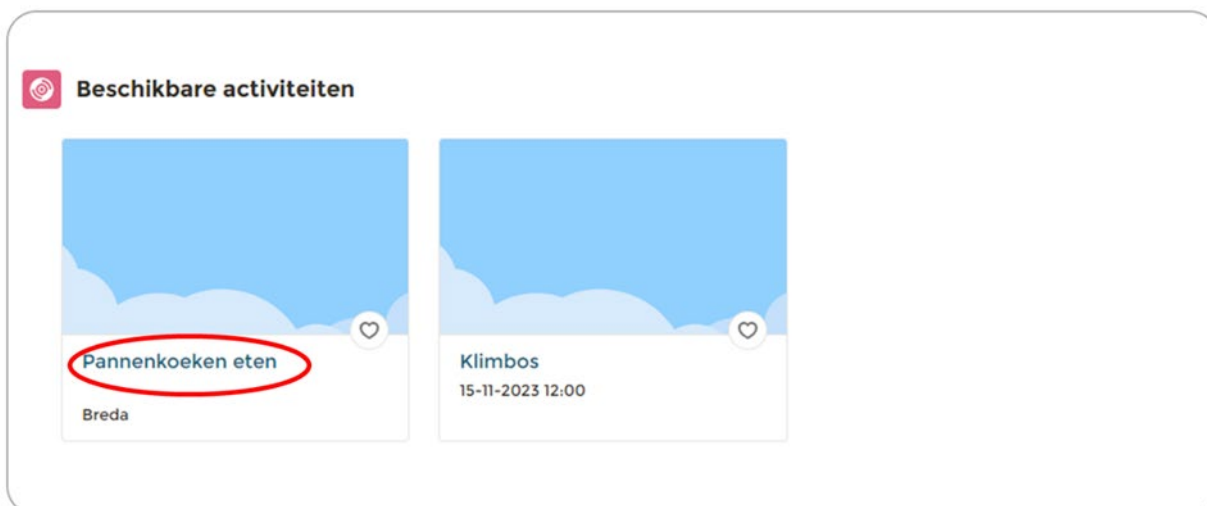 Beschikbare activiteiten
Pannenkoeken eten
Breda
Klimbos
15-11-2023 12:00